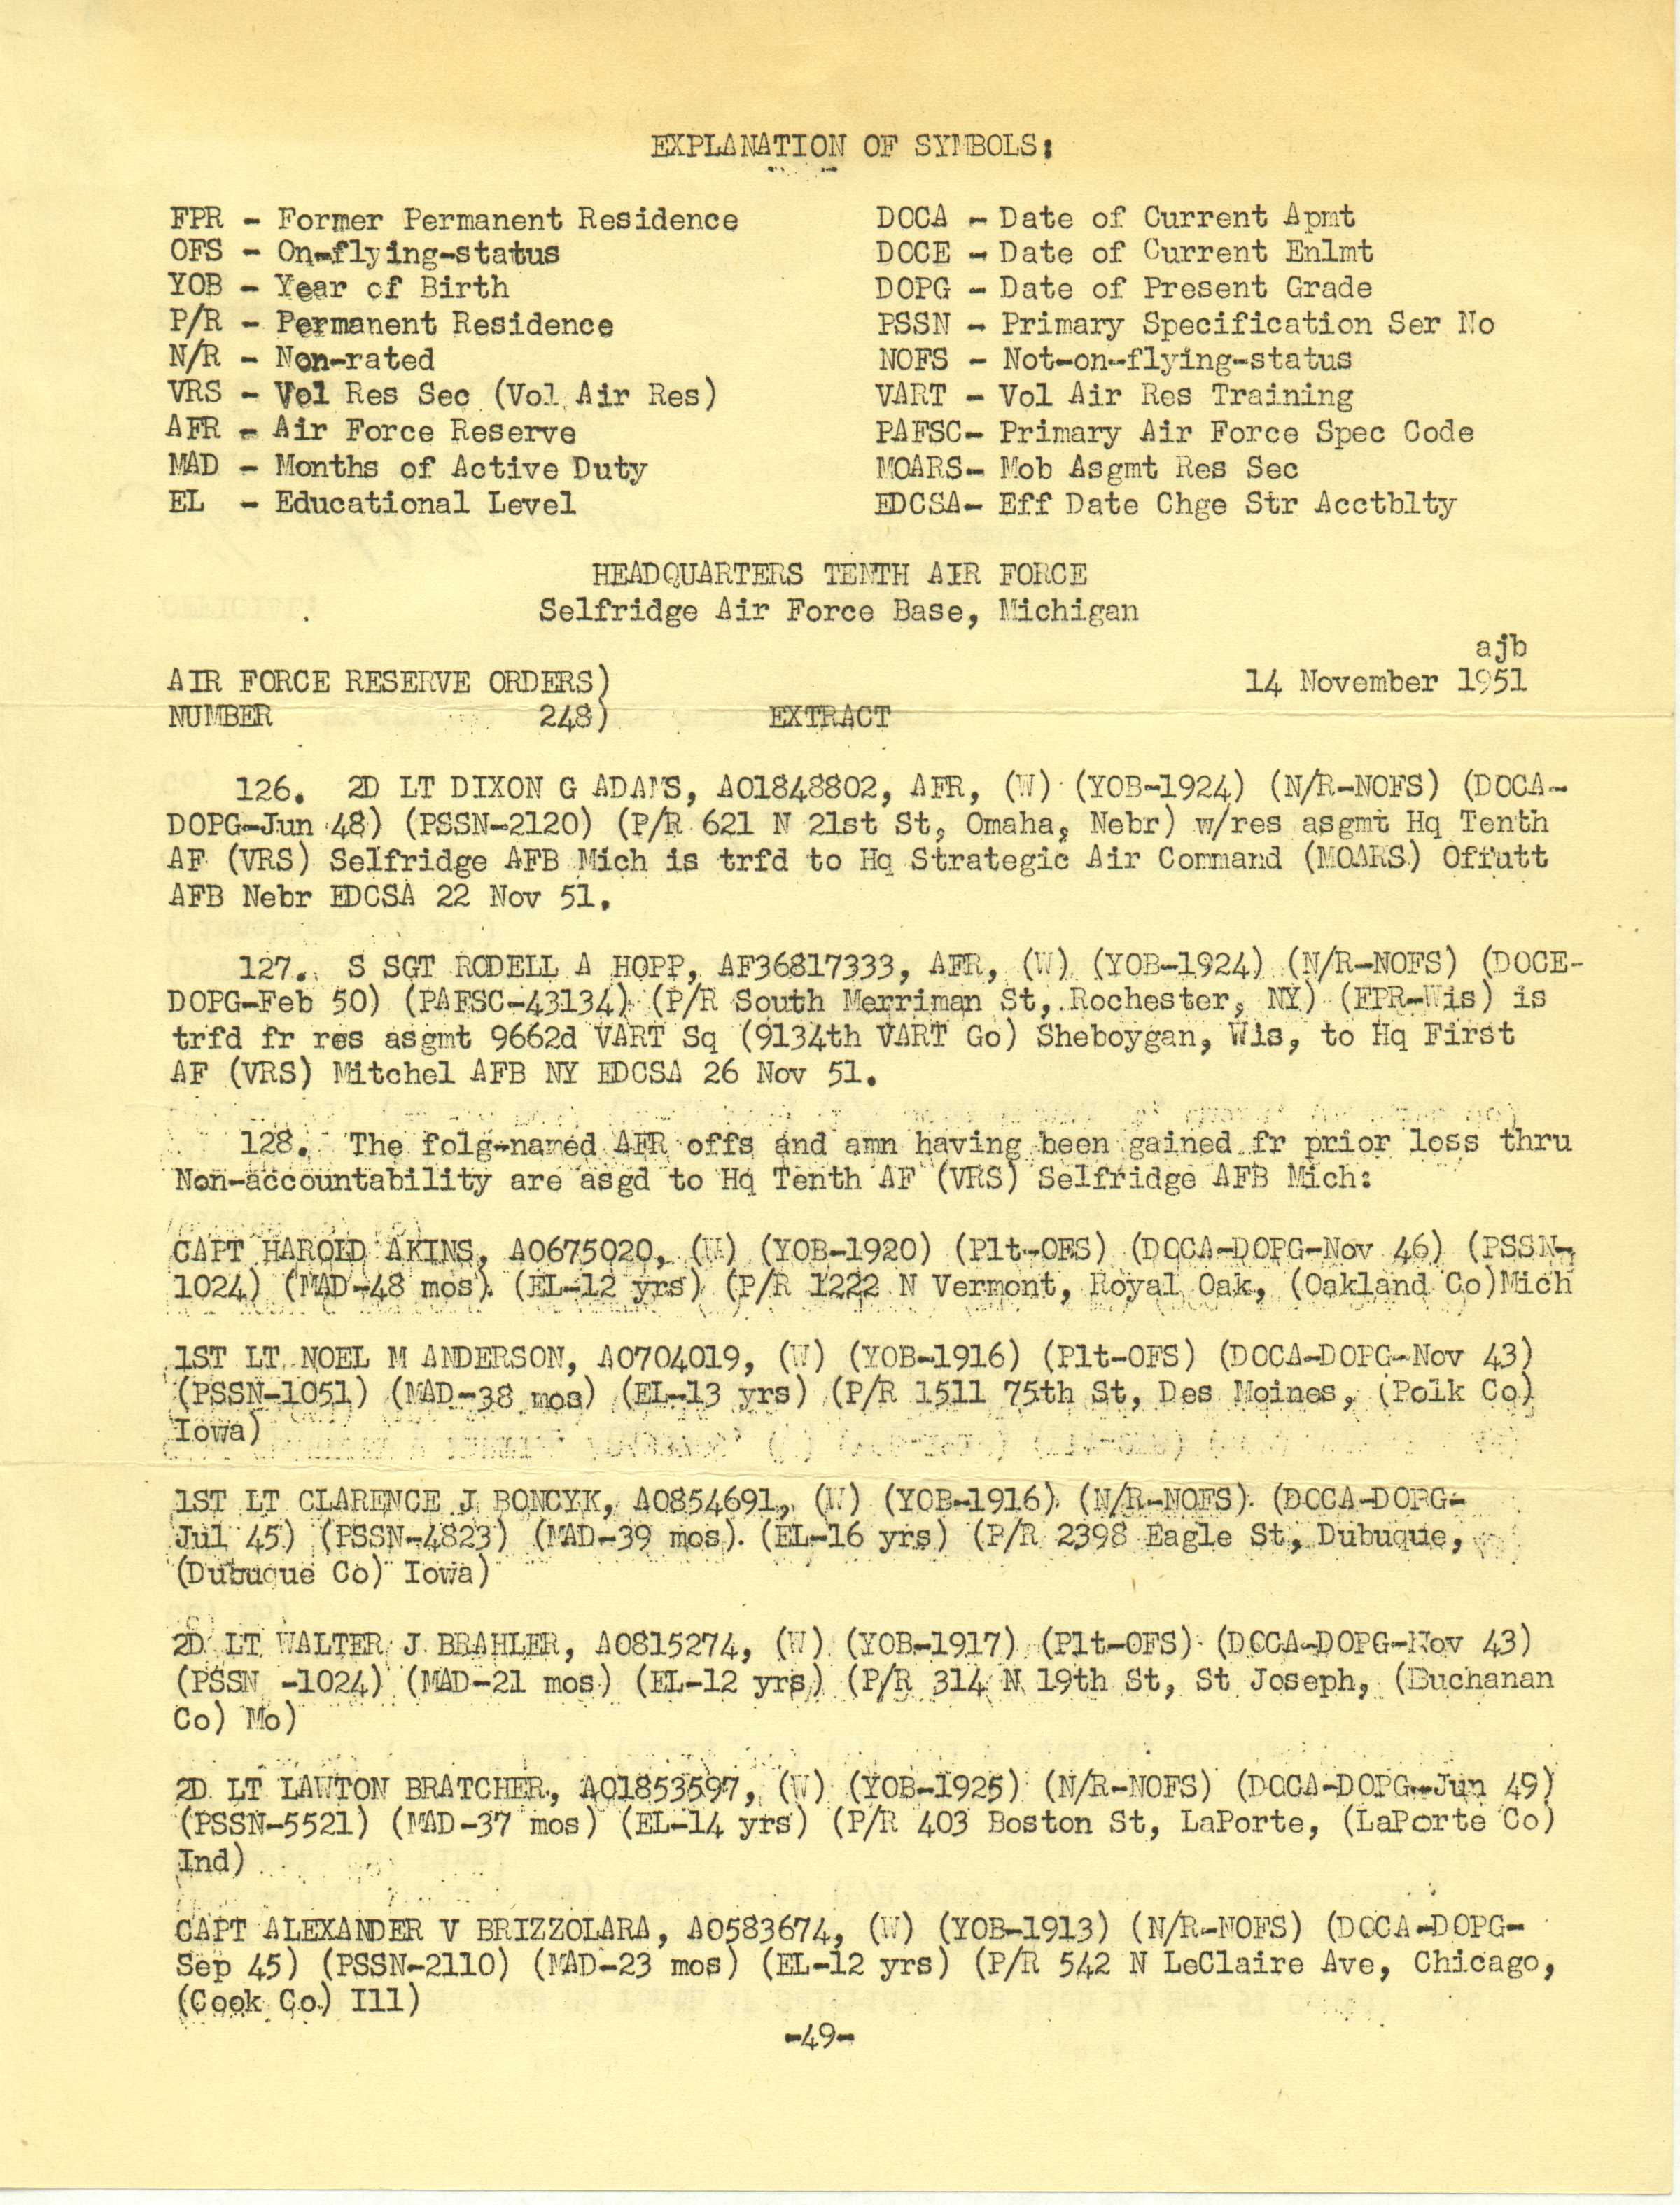 EXPLANATION OF SYMBOLS:
FPR - Former Permanent Residence
OFS - On-flying-status
YOB - Year of Birth
P/R - Permanent Residence
N/R - Non-rated
VRS - Vol Res Sec (Vol Air Res)
AFR - Air Force Reserve
MAD - Months of Active Duty
EL - Educational Level
DOCA - Date of Current Apmt
DOCE - Date of Current Enlmt
DOPG - Date of Present Grade
PSSN - Primary Specification Ser No
NOFS - Not-on-flying-status
VART - Vol Air Res Training
PAFSC- Primary Air Force Spec Code
MOARS- Mob Asgmt Res Sec
EDCSA- Eff Date Chge Str Acctblty
HEADQUARTERS TENTH AIR FORCE
Selfridge Air Force Base, Michigan
ajb
AIR FORCE RESERVE ORDERS) 14 November 1951
NUMBER 248) EXTRACT
126. 2D LT DIXON G ADAMS, AO1848802, AFR, (W) (YOB-1924) (N/R-NOFS) (DOCA-
DOPG-Jun 48) (PSSN-2120) (P/R 621 N 21st St, Omaha, Nebr) w/res asgmt Hq Tenth
AF (VRS) Selfridge AFB Mich is trfd to Hq Strategic Air Command (MOARS) Offutt
AFB Nebr EDCSA 22 Nov 51.
127. S SGT RODELL A HOPP, AF36817333, AFR, (W) (YOB-1924) (N/R-NOFS) (DOCE-
DOPG-Feb 50) (PAFSC-43134) (P/R South Merriman St, Rochester, NY) (FPR-Wis) is
trfd fr res asgmt 9662d VART Sq (9134th VART Go) Sheboygan, Wis, to Hq First
AF (VRS) Mitchel AFB NY EDCSA 26 Nov 51.
128. The folg-named AFR offs and amn having been gained fr prior loss thru
Non-accountability are asgd to Hq Tenth AF (VRS) Selfridge AFB Mich:
CAPT HAROLD AKINS, AO675020, (W) (YOB-1920) (Plt-OFS) (DOCA-DOPG-Nov 46) (PSSN-
1024) (MAD-48 mos) (EL-12 yrs) (P/R 1222 N Vermont, Royal Oak, (Oakland Co)Mich
1ST LT NOEL M ANDERSON, AO704019, (W) (YOB-1916) (Plt-OFS) (DOCA-DOPG-Nov 43)
(PSSN-1051) (MAD-38 mos) (EL-13 yrs) (P/R 1511 75th St, Des Moines, (Polk Co)
Iowa)
1ST LT CLARENCE J BONCYK, AO854691, (W) (YOB-1916) (N/R-NOFS) (DOCA-DOPG-
Jul 45) (PSSN-4823) (MAD-39 mos) (EL-16 yrs) (P/R 2398 Eagle St, Dubuque,
(Dubuque Co) Iowa)
2D LT WALTER J BRAHLER, AO815274, (W) (YOB-1917) (Plt-OFS) (DOCA-DOPG-Nov 43)
(PSSN -1024) (MAD-21 mos) (EL-12 yrs) (P/R 314 N 19th St, St Joseph, (Buchanan
Co) Mo)
2D LT LAWTON BRATCHER, AO1853597, (W) (YOB-1925) (N/R-NOFS) (DOCA-DOPG-Jun 49)
(PSSN-5521) (MAD-37 mos) (EL-14 yrs) (P/R 403 Boston St, LaPorte, (LaPorte Co)
Ind)
CAPT ALEXANDER V BRIZZOLARA, AO583674, (W) (YOB-1913) (N/R-NOFS) (DOCA-DOPG-
Sep 45) (PSSN-2110) (MAD-23 mos) (EL-12 yrs) (P/R 542 N LeClaire Ave, Chicago,
(Cook Co) Ill)
-49-